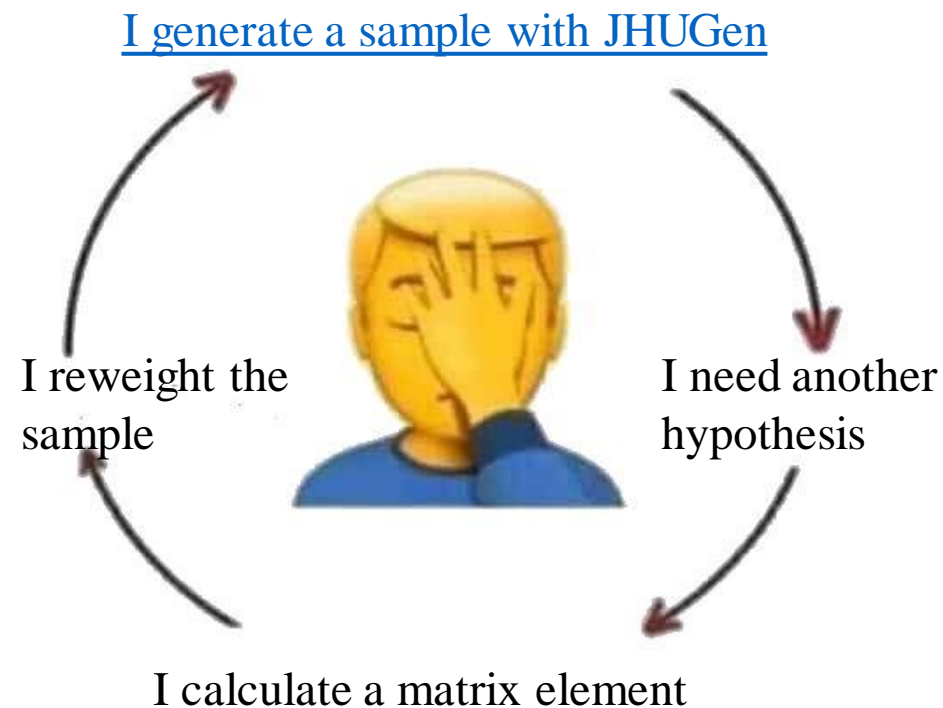 I generate a sample with JHUGen
I need another
hypothesis
I calculate a matrix element
I reweight the
sample